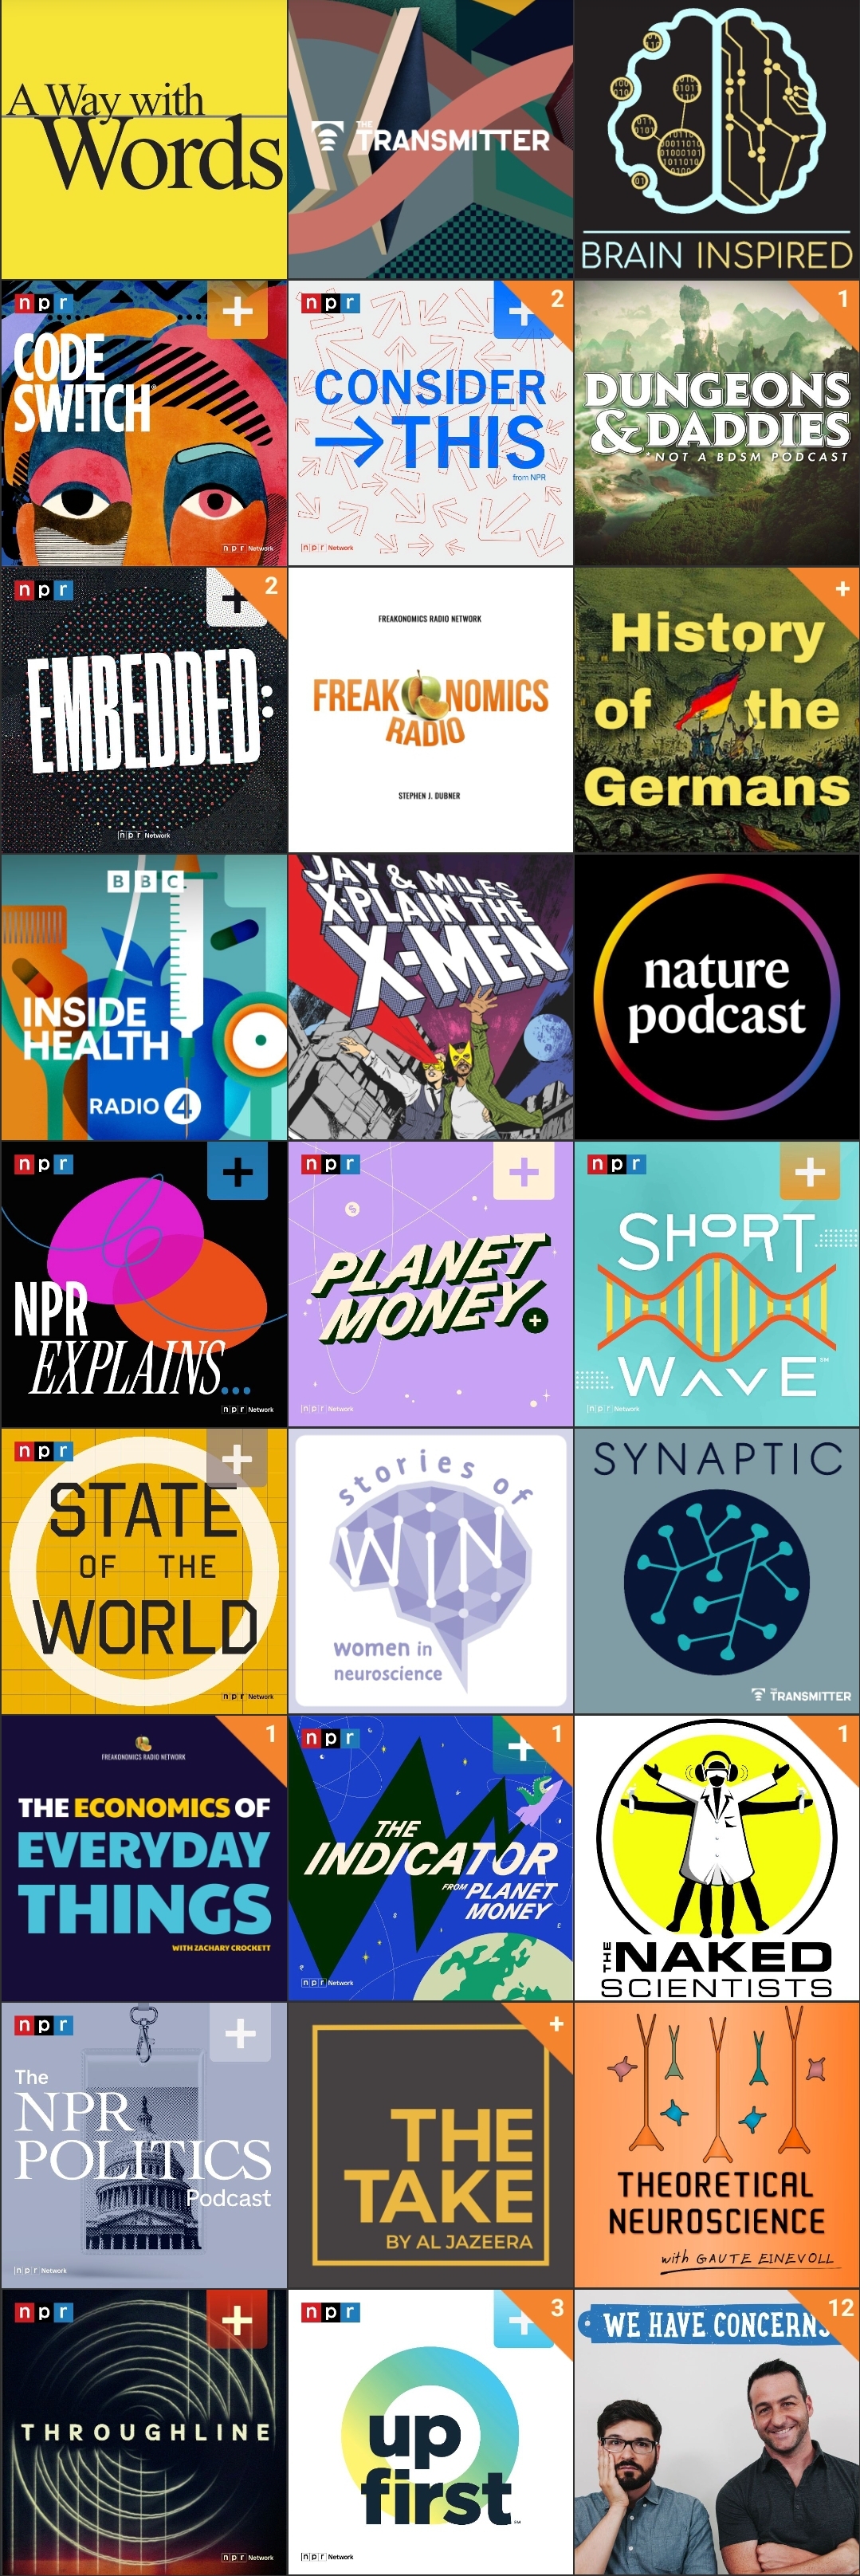 A Way with
Words
THE
TRANSMITTER
BRAIN INSPIRED
npr
CODE
SW!TCH
npr Network
npr
2
CONSIDER
→THIS
from NPR
npr Network
1
DUNGEONS
& DADDIES
*NOT A BDSM PODCAST
npr
2
EMBEDDED:
npr Network
FREAKONOMICS RADIO NETWORK
FREAKONOMICS
RADIO
STEPHEN J. DUBNER
+
History
of the
Germans
BBC
INSIDE
HEALTH
RADIO 4
JAY & MILES
X-PLAIN THE
X-MEN
nature
podcast
npr
+
NPR
EXPLAINS...
npr Network
npr
+
PLANET
MONEY+
npr Network
npr
+
SHORT
WAVE
npr Network
npr
+
STATE
OF THE
WORLD
npr Network
stories of
WIN
women in
neuroscience
SYNAPTIC
THE
TRANSMITTER
1
FREAKONOMICS RADIO NETWORK
THE ECONOMICS OF
EVERYDAY
THINGS
WITH ZACHARY CROCKETT
npr
1
THE
INDICATOR
FROM PLANET
MONEY
npr Network
1
THE NAKED
SCIENTISTS
npr
+
The
NPR
POLITICS
Podcast
npr Network
+
THE
TAKE
BY AL JAZEERA
THEORETICAL
NEUROSCIENCE
with GAUTE EINEVOLL
npr
+
THROUGHLINE
npr Network
npr
3
up
first
npr Network
12
WE HAVE CONCERNS